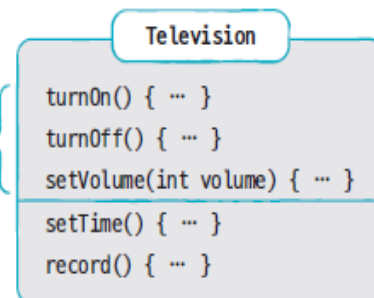 Television
turnOn() { … }
turnOff() { … }
setVolume(int volume) { … }
setTime() { … }
record() { … }